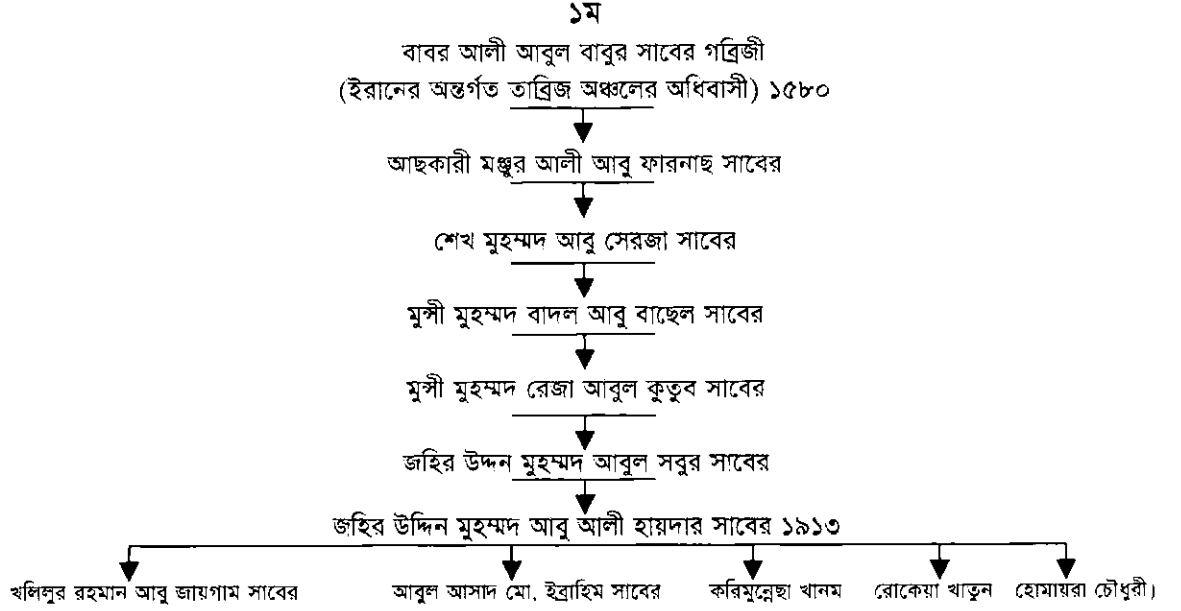 ১ম
বাবর আলী আবুল বাবুর সাবের গব্রিজী
(ইরানের অন্তর্গত তাব্রিজ অঞ্চলের অধিবাসী) ১৫৮০
আছকারী মঞ্জুর আলী আবু ফারনাছ সাবের
শেখ মুহম্মদ আবু সেরজা সাবের
মুন্সী মুহম্মদ বাদল আবু বাছেল সাবের
মুন্সী মুহম্মদ রেজা আবুল কুতুব সাবের
জহির উদ্দন মুহম্মদ আবুল সবুর সাবের
জহির উদ্দিন মুহম্মদ আবু আলী হায়দার সাবের ১৯১৩
খলিলুর রহমান আবু জায়গাম সাবের আবুল আসাদ মো. ইব্রাহিম সাবের করিমুন্নেছা খানম রোকেয়া খাতুন হোমায়রা চৌধুরী।